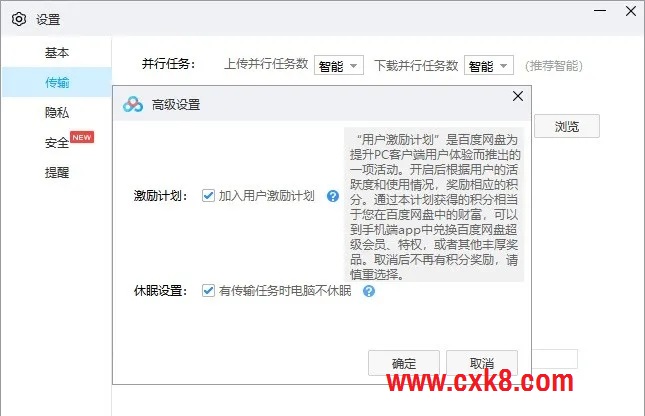 设置
基本
传输
隐私
安全 NEW
提醒
并行任务： 上传并行任务数 智能 下载并行任务数 智能 （推荐智能）
浏览
高级设置
激励计划： 加入用户激励计划 ?
“用户激励计划”是百度网盘为
提升PC客户端用户体验而推出的
一项活动。开启后根据用户的活
跃度和使用情况，奖励相应的积
分。通过本计划获得的积分相当
于您在百度网盘中的财富，可以
到手机端app中兑换百度网盘超
级会员、特权，或者其他丰厚奖
品。取消后不再有积分奖励，请
慎重选择。
休眠设置： 有传输任务时电脑不休眠 ?
确定 取消
www.cxk8.com